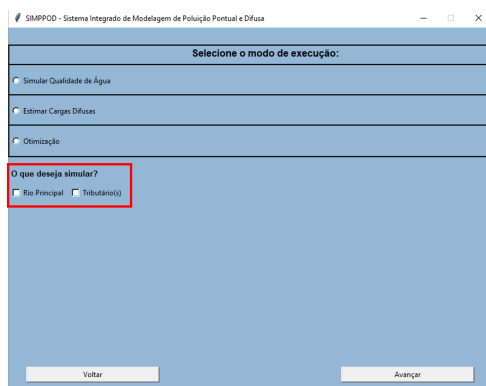 SIMPPOD - Sistema Integrado de Modelagem de Poluição Pontual e Difusa
Selecione o modo de execução:
Simular Qualidade de Água
Estimar Cargas Difusas
Otimização
O que deseja simular?
Rio Principal Tributário(s)
Voltar Avançar